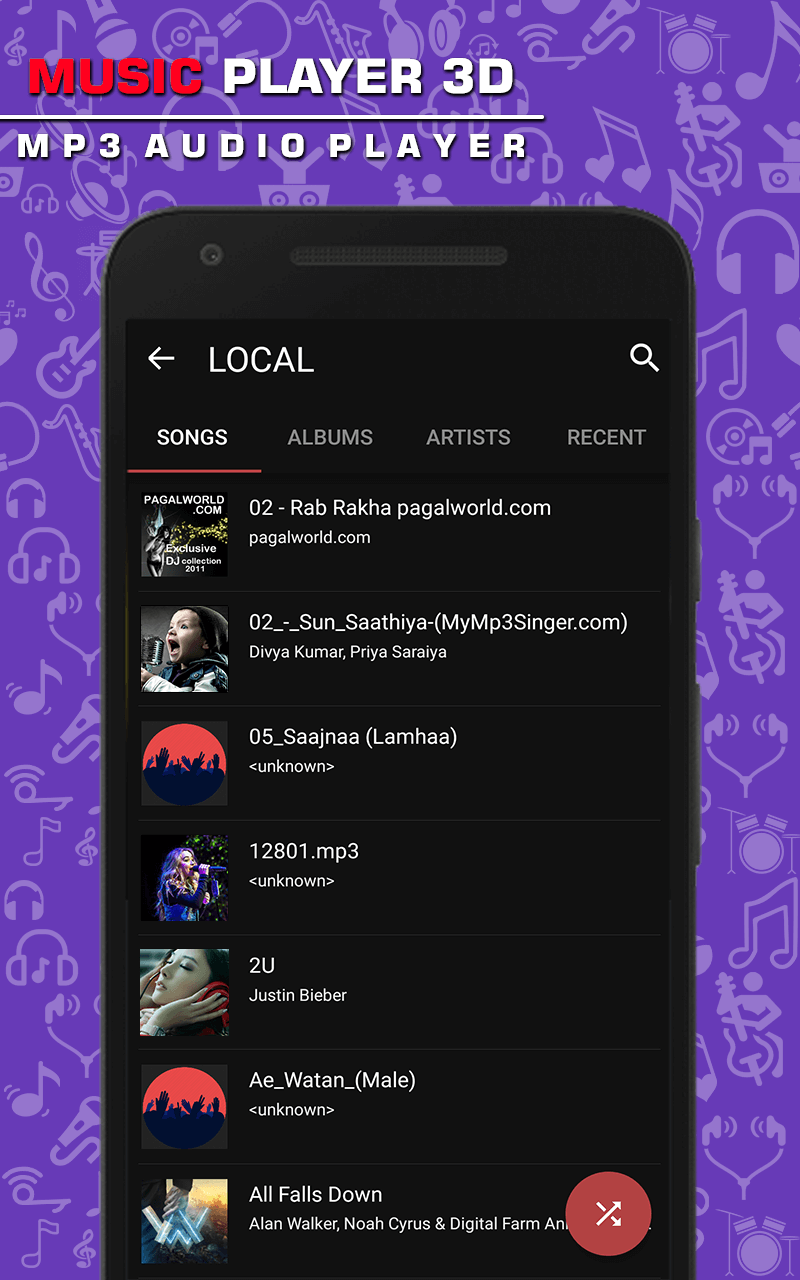 MUSIC PLAYER 3D
MP3 AUDIO PLAYER
LOCAL
SONGS ALBUMS ARTISTS RECENT
PAGALWORLD
.COM
Exclusive
DJ collection
2011
02 - Rab Rakha pagalworld.com
pagalworld.com
02_-_Sun_Saathiya-(MyMp3Singer.com)
Divya Kumar, Priya Saraiya
05_Saajnaa (Lamhaa)
<unknown>
12801.mp3
<unknown>
2U
Justin Bieber
Ae_Watan_(Male)
<unknown>
All Falls Down
Alan Walker, Noah Cyrus & Digital Farm